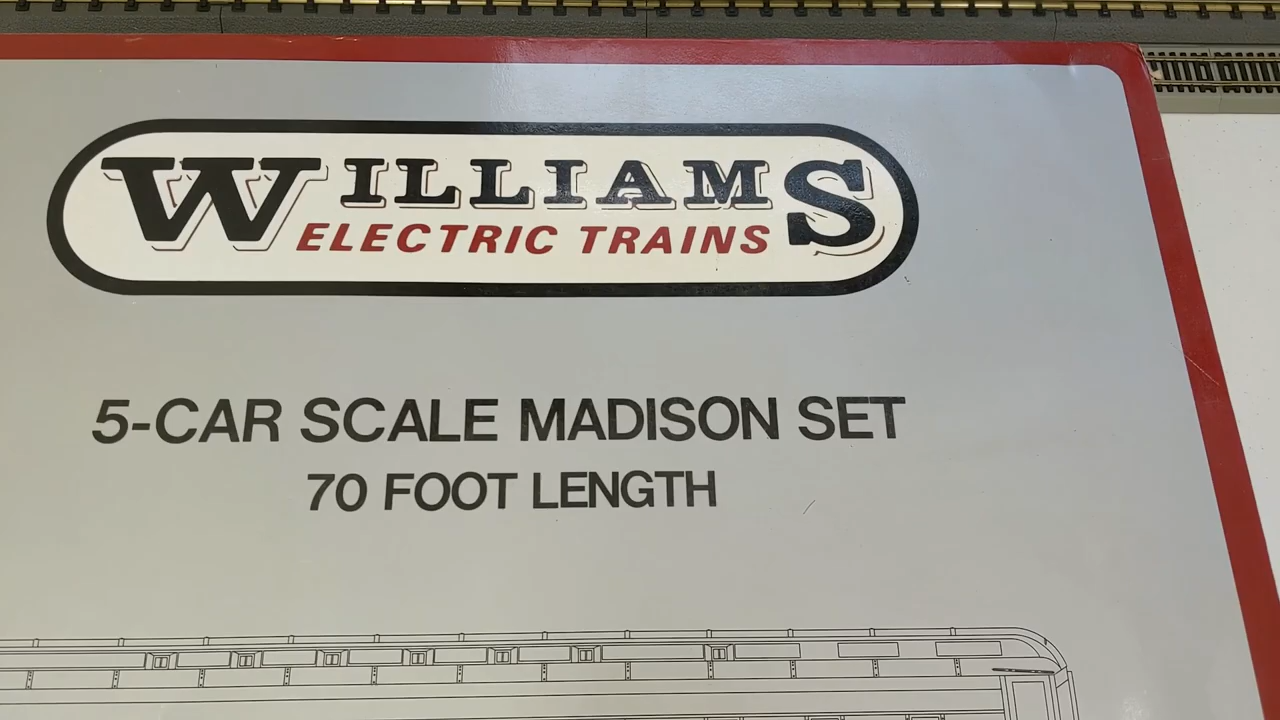 WILLIAMS
ELECTRIC TRAINS
5-CAR SCALE MADISON SET
70 FOOT LENGTH